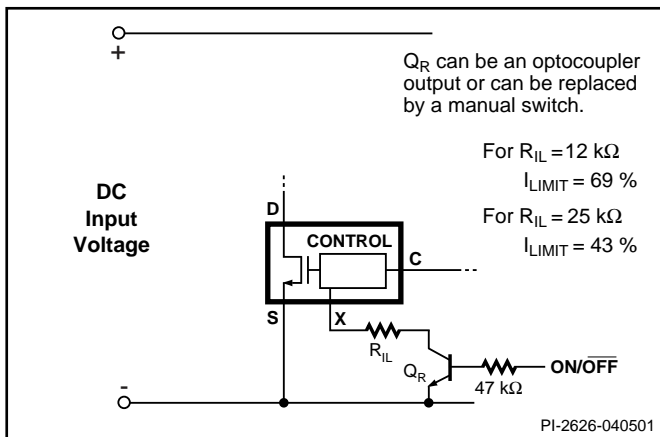 +
Q_R can be an optocoupler
output or can be replaced
by a manual switch.
For R_IL = 12 kΩ
I_LIMIT = 69 %
For R_IL = 25 kΩ
I_LIMIT = 43 %
DC
Input
Voltage
D
CONTROL
C
S
X
R_IL
Q_R
47 kΩ
ON/O̅F̅F̅
-
PI-2626-040501